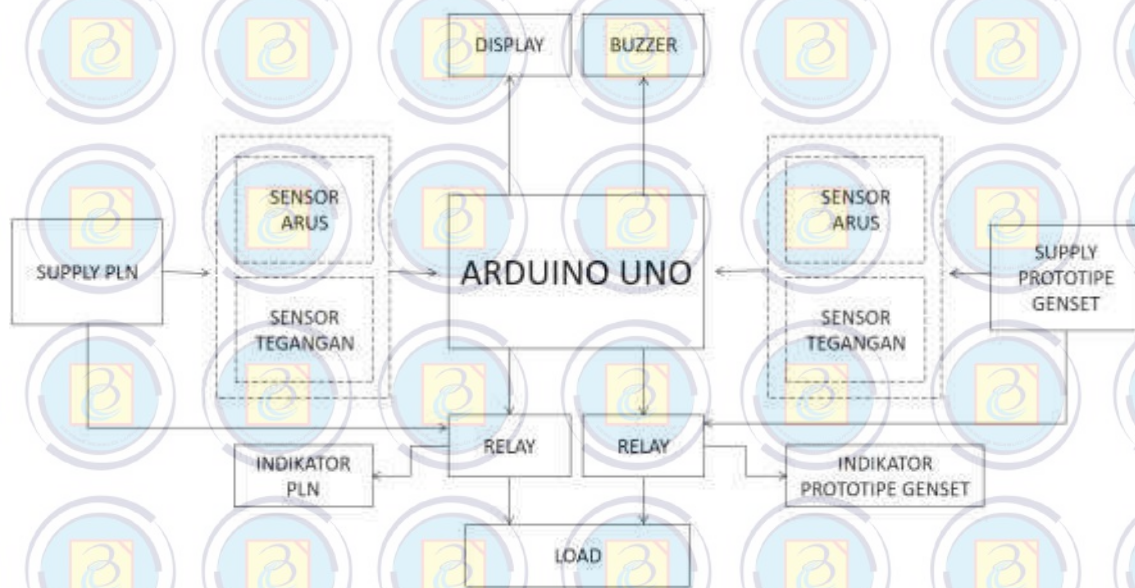 DISPLAY
BUZZER
SENSOR
ARUS
SENSOR
ARUS
SUPPLY PLN
ARDUINO UNO
SUPPLY
PROTOTIPE
GENSET
SENSOR
TEGANGAN
SENSOR
TEGANGAN
RELAY
RELAY
INDIKATOR
PLN
INDIKATOR
PROTOTIPE GENSET
LOAD